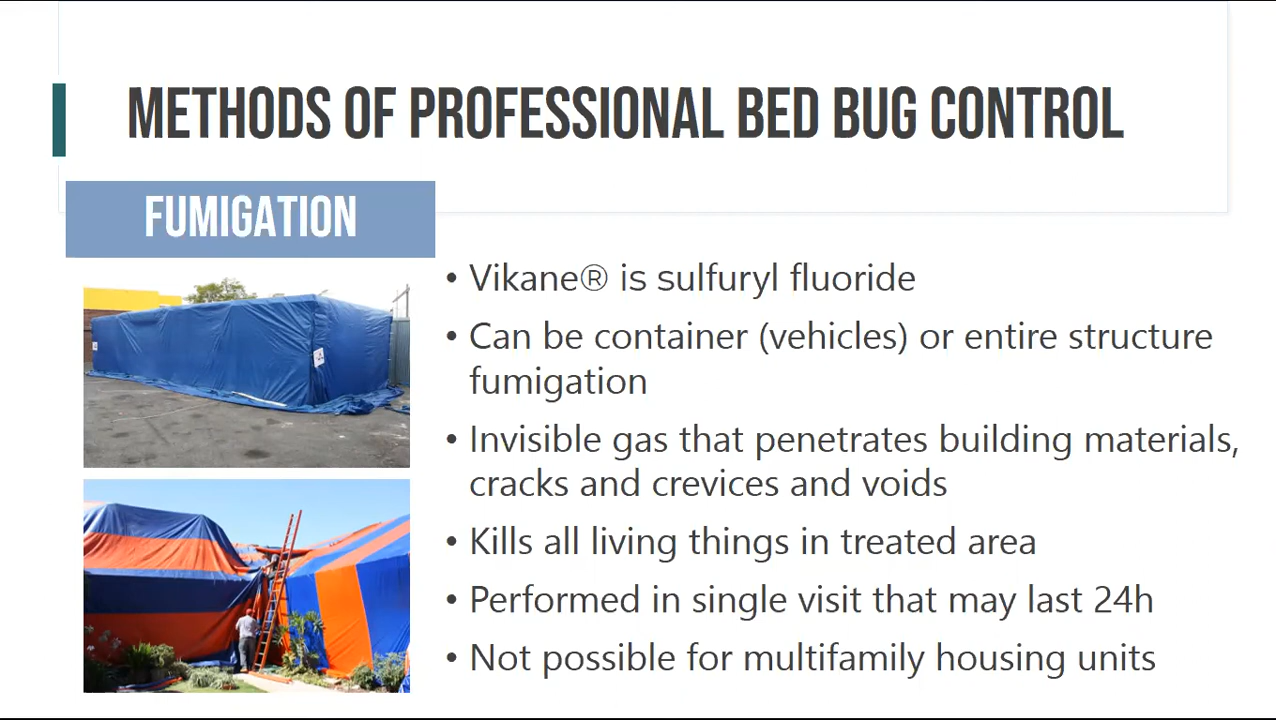 METHODS OF PROFESSIONAL BED BUG CONTROL
FUMIGATION
• Vikane® is sulfuryl fluoride
• Can be container (vehicles) or entire structure
fumigation
• Invisible gas that penetrates building materials,
cracks and crevices and voids
• Kills all living things in treated area
• Performed in single visit that may last 24h
• Not possible for multifamily housing units